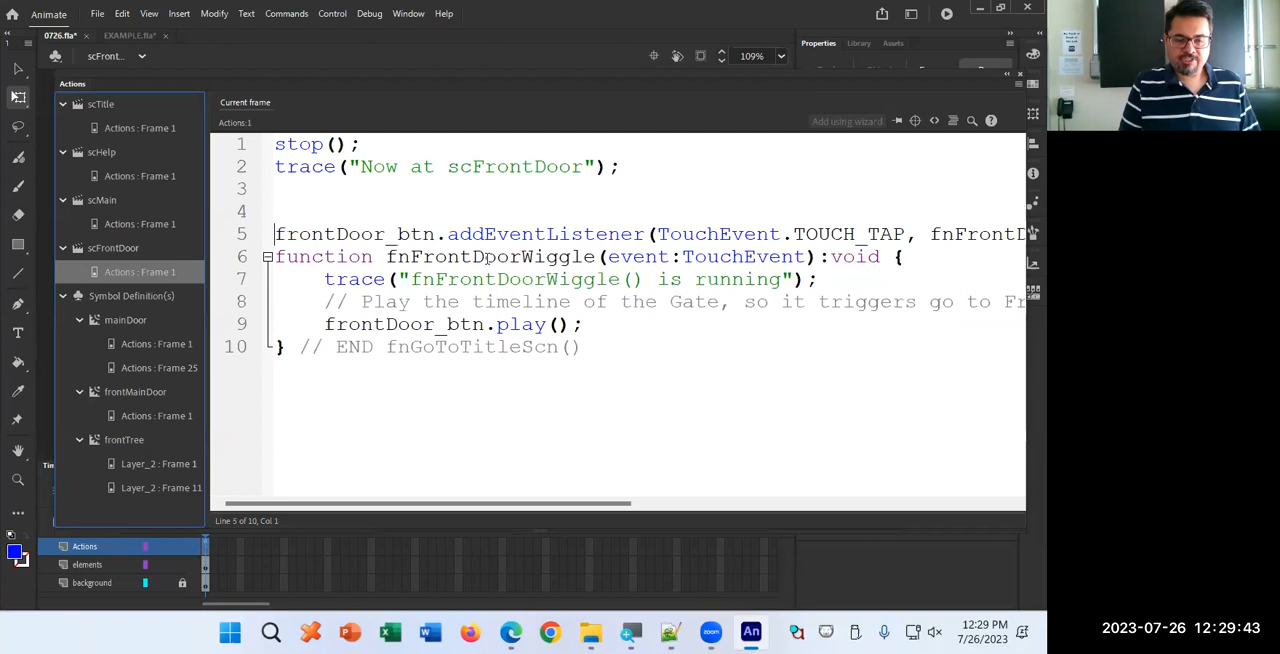 Animate File Edit View Insert Modify Text Commands Control Debug Window Help
0726.fla* × EXAMPLE.fla* ×
scFront... 109%
Properties Library Assets
Actions
scTitle
Actions : Frame 1
scHelp
Actions : Frame 1
scMain
Actions : Frame 1
scFrontDoor
Actions : Frame 1
Symbol Definition(s)
mainDoor
Actions : Frame 1
Actions : Frame 25
frontMainDoor
Actions : Frame 1
frontTree
Layer_2 : Frame 1
Layer_2 : Frame 11
Current frame
Actions:1
Add using wizard
1 stop();
2 trace("Now at scFrontDoor");
3
4
5 frontDoor_btn.addEventListener(TouchEvent.TOUCH_TAP, fnFrontD
6 function fnFrontDoorWiggle(event:TouchEvent):void {
7 trace("fnFrontDoorWiggle() is running");
8 // Play the timeline of the Gate, so it triggers go to Fr
9 frontDoor_btn.play();
10 } // END fnGoToTitleScn()
Line 5 of 10, Col 1
Tim
Actions
elements
background
12:29 PM
7/26/2023
2023-07-26 12:29:43